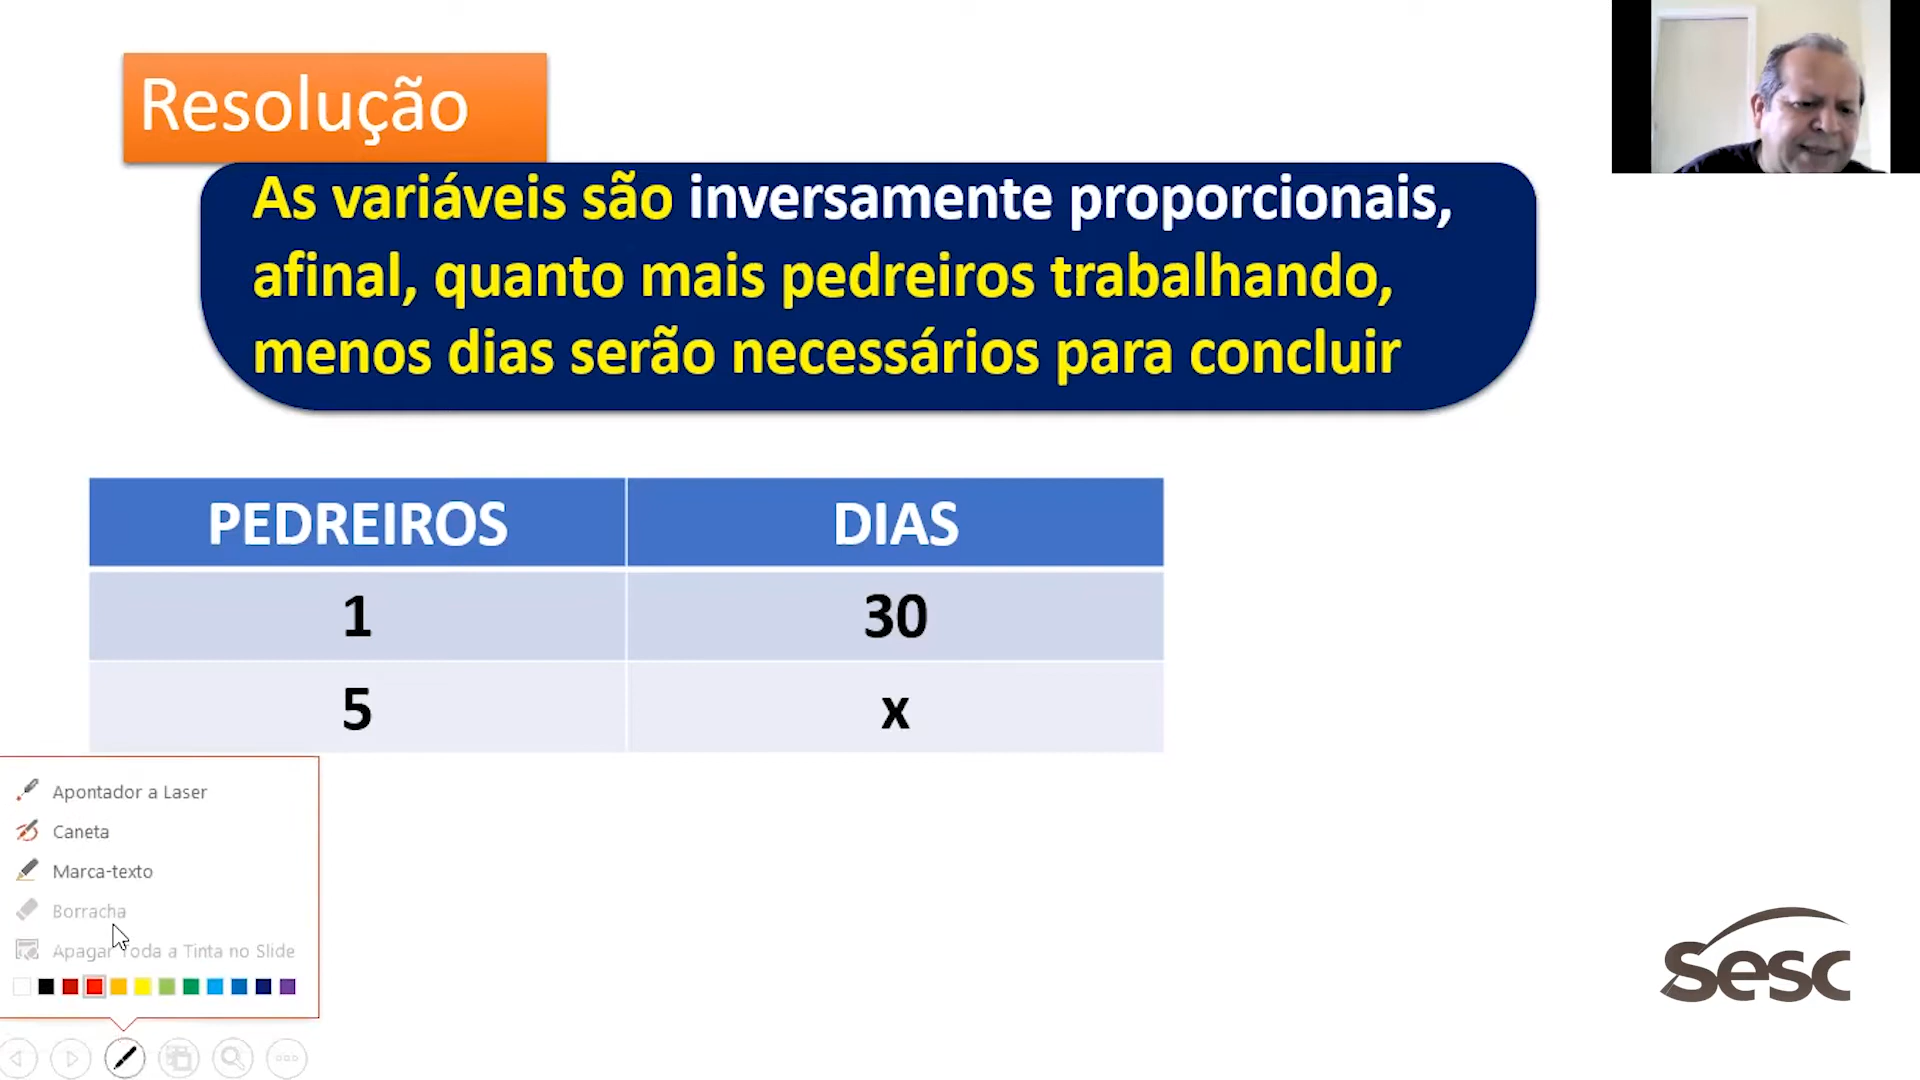 Resolução
As variáveis são inversamente proporcionais,
afinal, quanto mais pedreiros trabalhando,
menos dias serão necessários para concluir
PEDREIROS DIAS
1 30
5 x
Apontador a Laser
Caneta
Marca-texto
Borracha
Apagar Toda a Tinta no Slide
Sesc